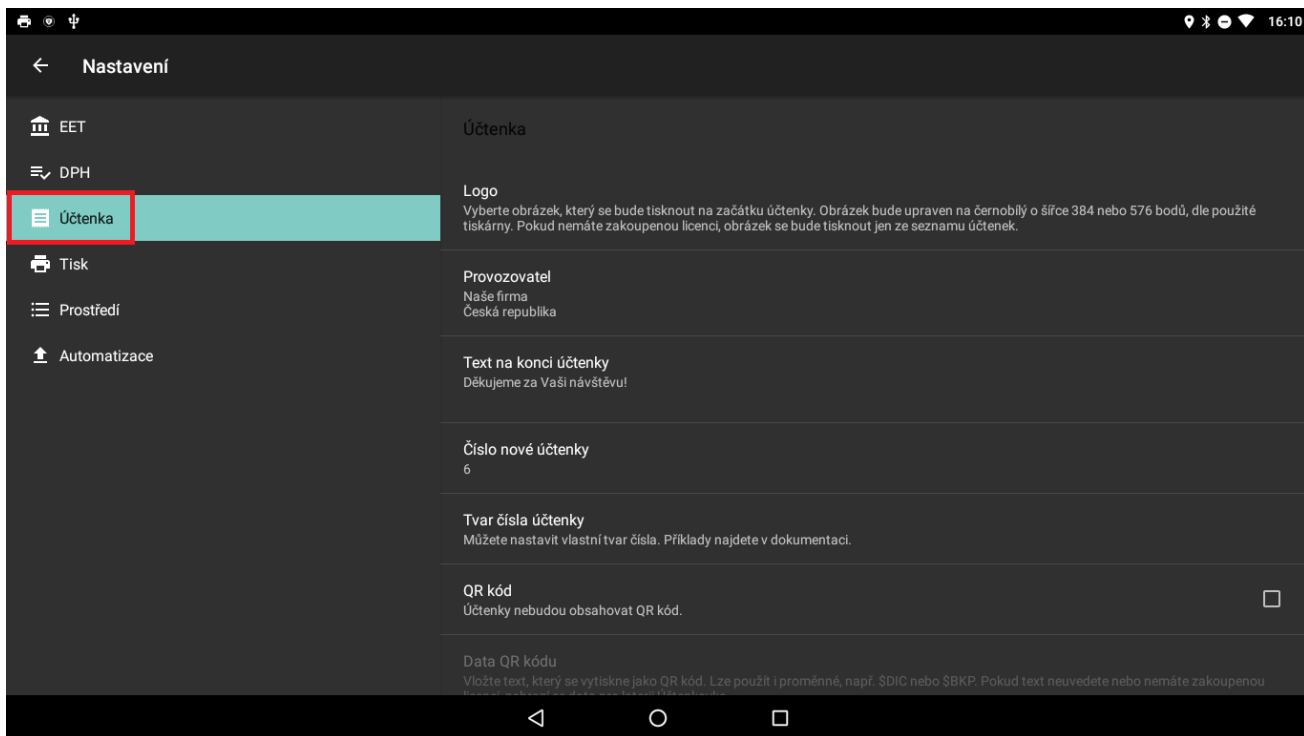 16:10
Nastavení
EET
DPH
Účtenka
Tisk
Prostředí
Automatizace
Účtenka
Logo
Vyberte obrázek, který se bude tisknout na začátku účtenky. Obrázek bude upraven na černobílý o šířce 384 nebo 576 bodů, dle použité
tiskárny. Pokud nemáte zakoupenou licenci, obrázek se bude tisknout jen ze seznamu účtenek.
Provozovatel
Naše firma
Česká republika
Text na konci účtenky
Děkujeme za Vaši návštěvu!
Číslo nové účtenky
6
Tvar čísla účtenky
Můžete nastavit vlastní tvar čísla. Příklady najdete v dokumentaci.
QR kód
Účtenky nebudou obsahovat QR kód.
Data QR kódu
Vložte text, který se vytiskne jako QR kód. Lze použít i proměnné, např. $DIC nebo $BKP. Pokud text neuvedete nebo nemáte zakoupenou